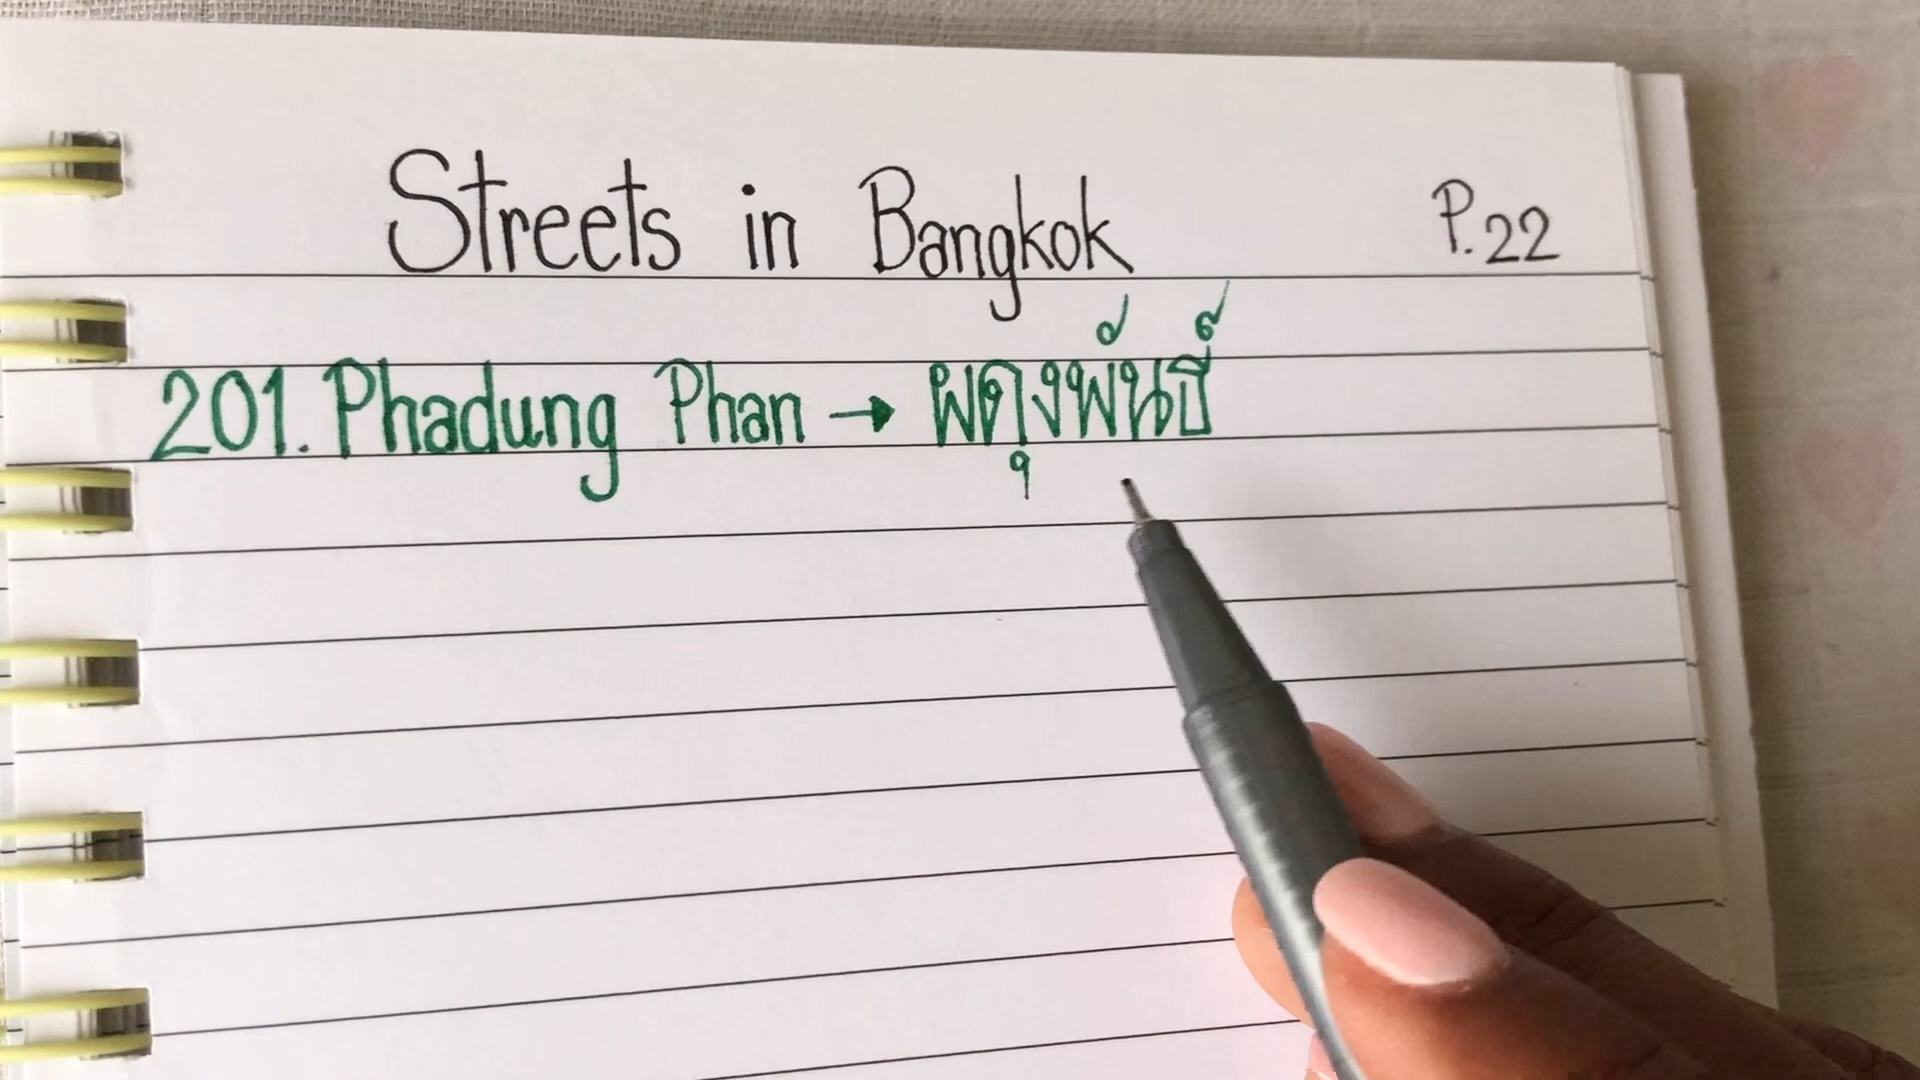 Streets in Bangkok P.22
201. Phadung Phan → ผดุงพันธ์